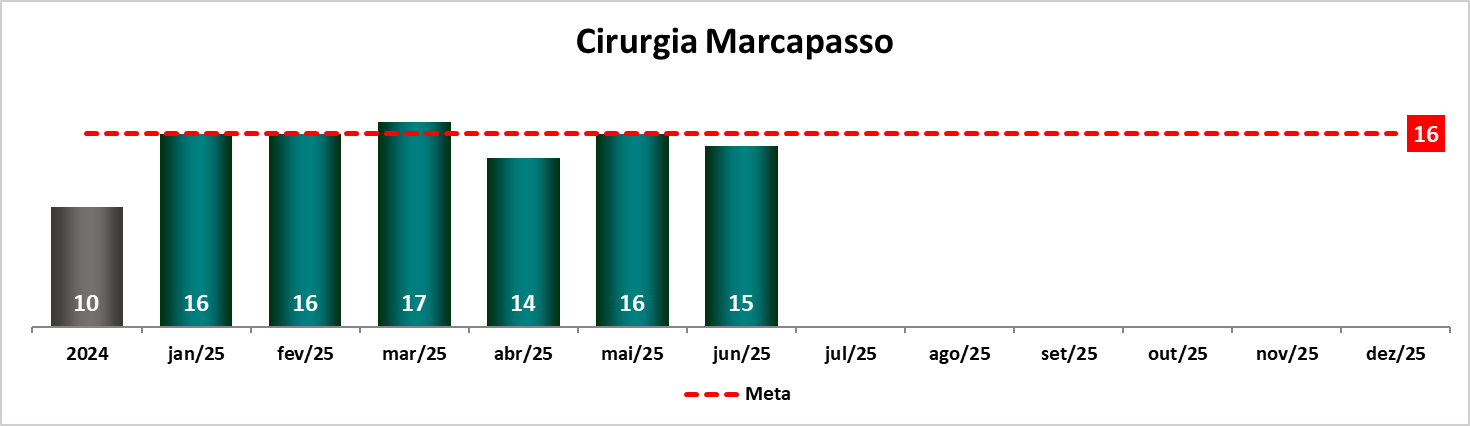 Cirurgia Marcapasso
16
10 16 16 17 14 16 15
2024 jan/25 fev/25 mar/25 abr/25 mai/25 jun/25 jul/25 ago/25 set/25 out/25 nov/25 dez/25
Meta